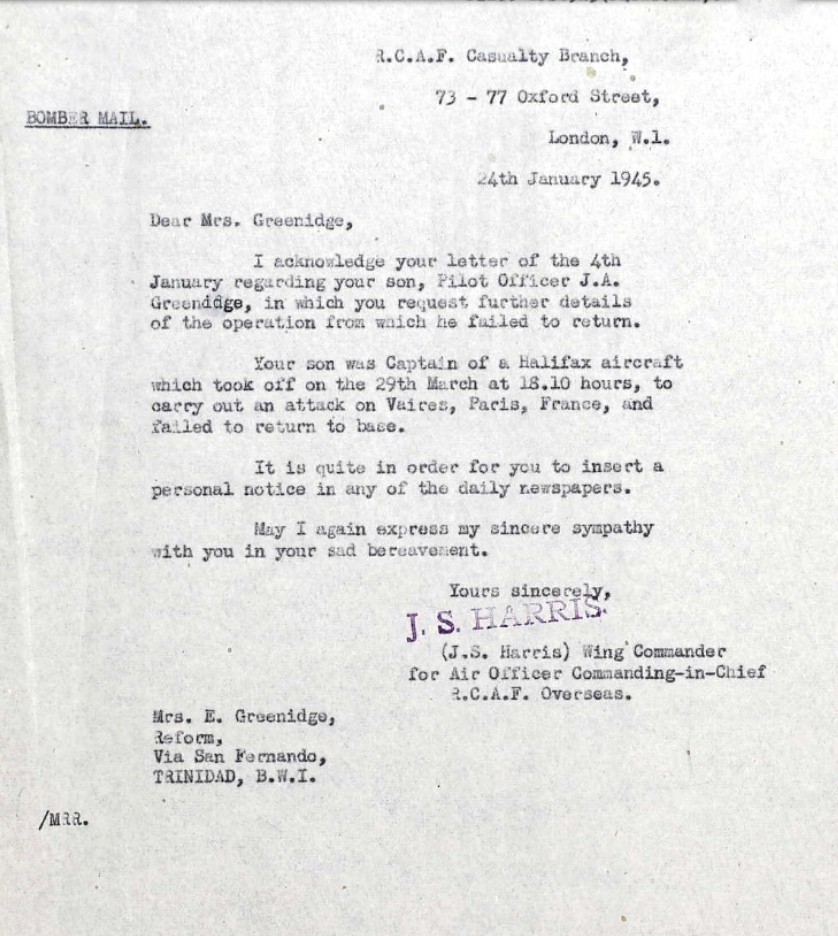 R.C.A.F. Casualty Branch,
73 - 77 Oxford Street,
BOMBER MAIL.
London, W.1.
24th January 1945.
Dear Mrs. Greenidge,
I acknowledge your letter of the 4th
January regarding your son, Pilot Officer J.A.
Greenidge, in which you request further details
of the operation from which he failed to return.
Your son was Captain of a Halifax aircraft
which took off on the 29th March at 18.10 hours, to
carry out an attack on Vaires, Paris, France, and
failed to return to base.
It is quite in order for you to insert a
personal notice in any of the daily newspapers.
May I again express my sincere sympathy
with you in your sad bereavement.
Yours sincerely,
J. S. HARRIS.
(J.S. Harris) Wing Commander
for Air Officer Commanding-in-Chief
R.C.A.F. Overseas.
Mrs. E. Greenidge,
Reform,
Via San Fernando,
TRINIDAD, B.W.I.
/MRR.